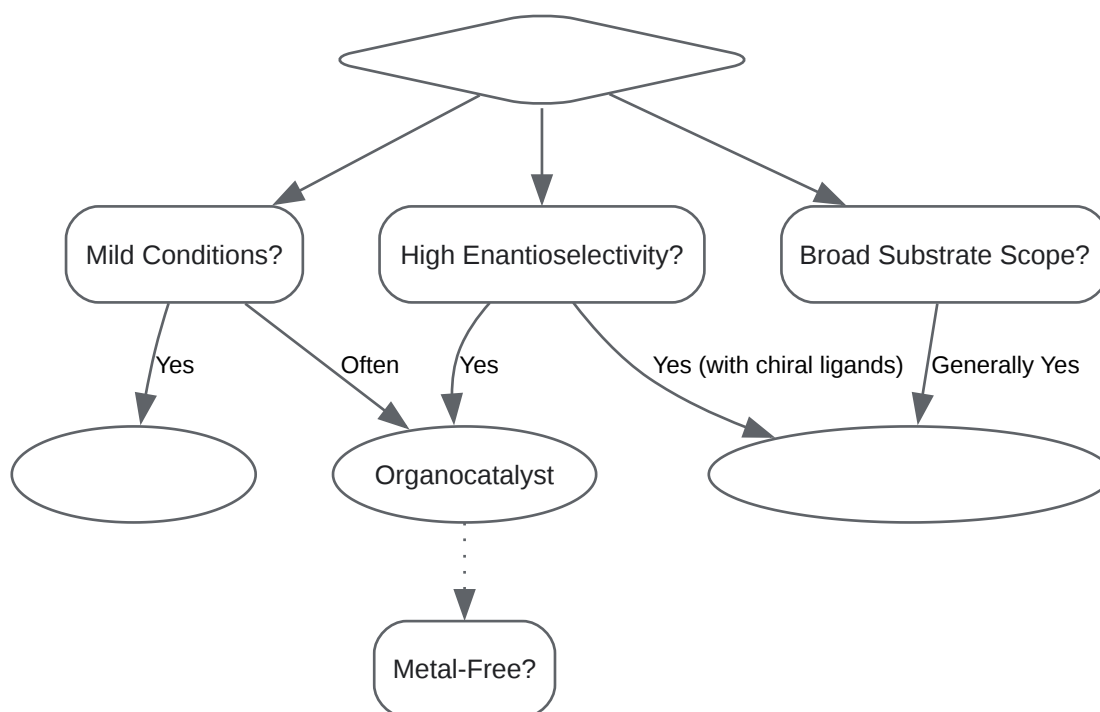 Mild Conditions?
High Enantioselectivity?
Broad Substrate Scope?
Yes
Often
Yes
Yes (with chiral ligands)
Generally Yes
Organocatalyst
Metal-Free?